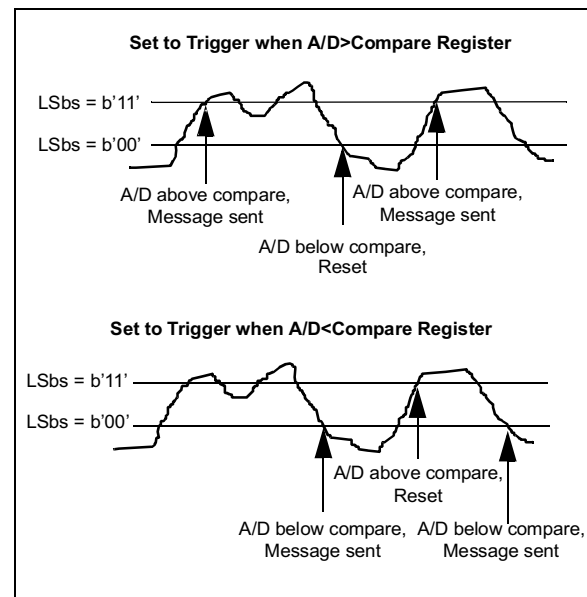 Set to Trigger when A/D>Compare Register
LSbs = b'11'
LSbs = b'00'
A/D above compare,
Message sent
A/D below compare,
Reset
A/D above compare,
Message sent
Set to Trigger when A/D<Compare Register
LSbs = b'11'
LSbs = b'00'
A/D above compare,
Reset
A/D below compare,
Message sent
A/D below compare,
Message sent